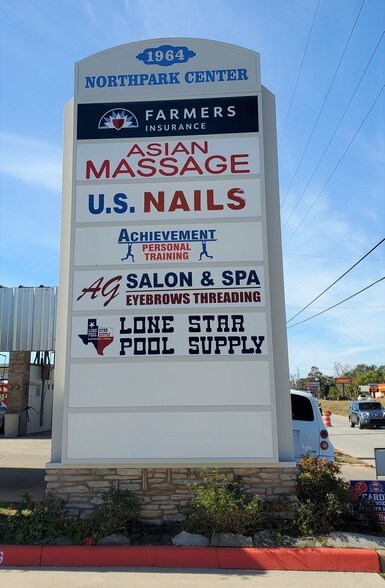 1964
NORTHPARK CENTER
FARMERS
INSURANCE
ASIAN
MASSAGE
U.S. NAILS
ACHIEVEMENT
PERSONAL
TRAINING
AG SALON & SPA
EYEBROWS THREADING
LONE STAR
POOL SUPPLY